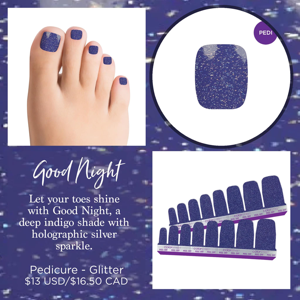 PEDI
Good Night
Let your toes shine
with Good Night, a
deep indigo shade with
holographic silver
sparkle.
Pedicure - Glitter
$13 USD/$16.50 CAD